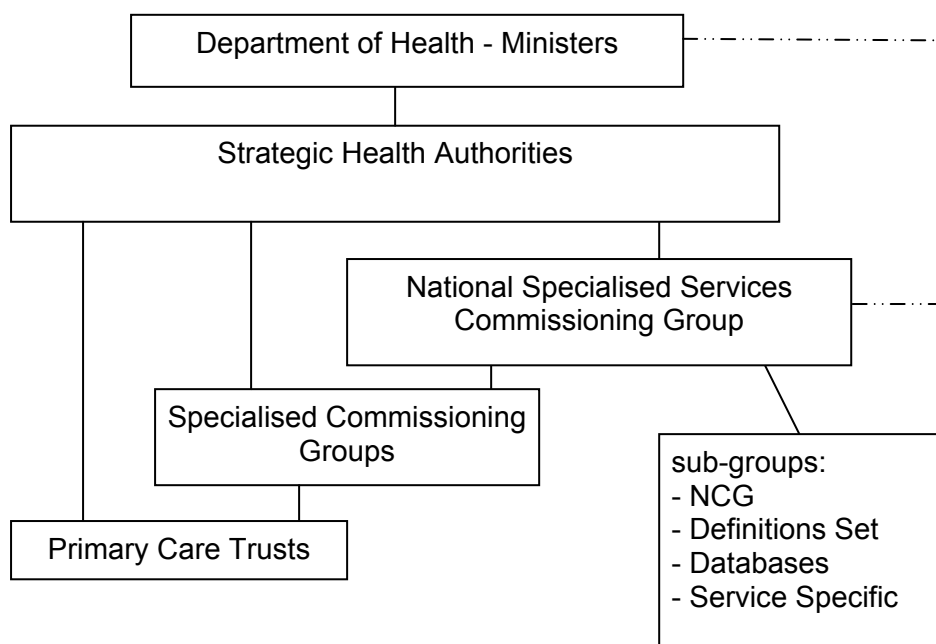 Department of Health - Ministers
Strategic Health Authorities
National Specialised Services
Commissioning Group
Specialised Commissioning
Groups
Primary Care Trusts
sub-groups:
- NCG
- Definitions Set
- Databases
- Service Specific